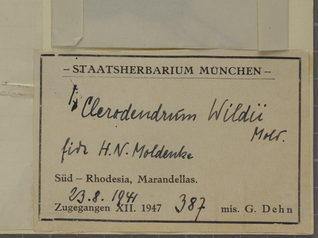 – STAATSHERBARIUM MÜNCHEN –
Clerodendrum Wildii
Mold.
fide H. N. Moldenke
Süd – Rhodesia, Marandellas.
23. 8. 1941
Zugegangen XII. 1947 387 mis. G. Dehn